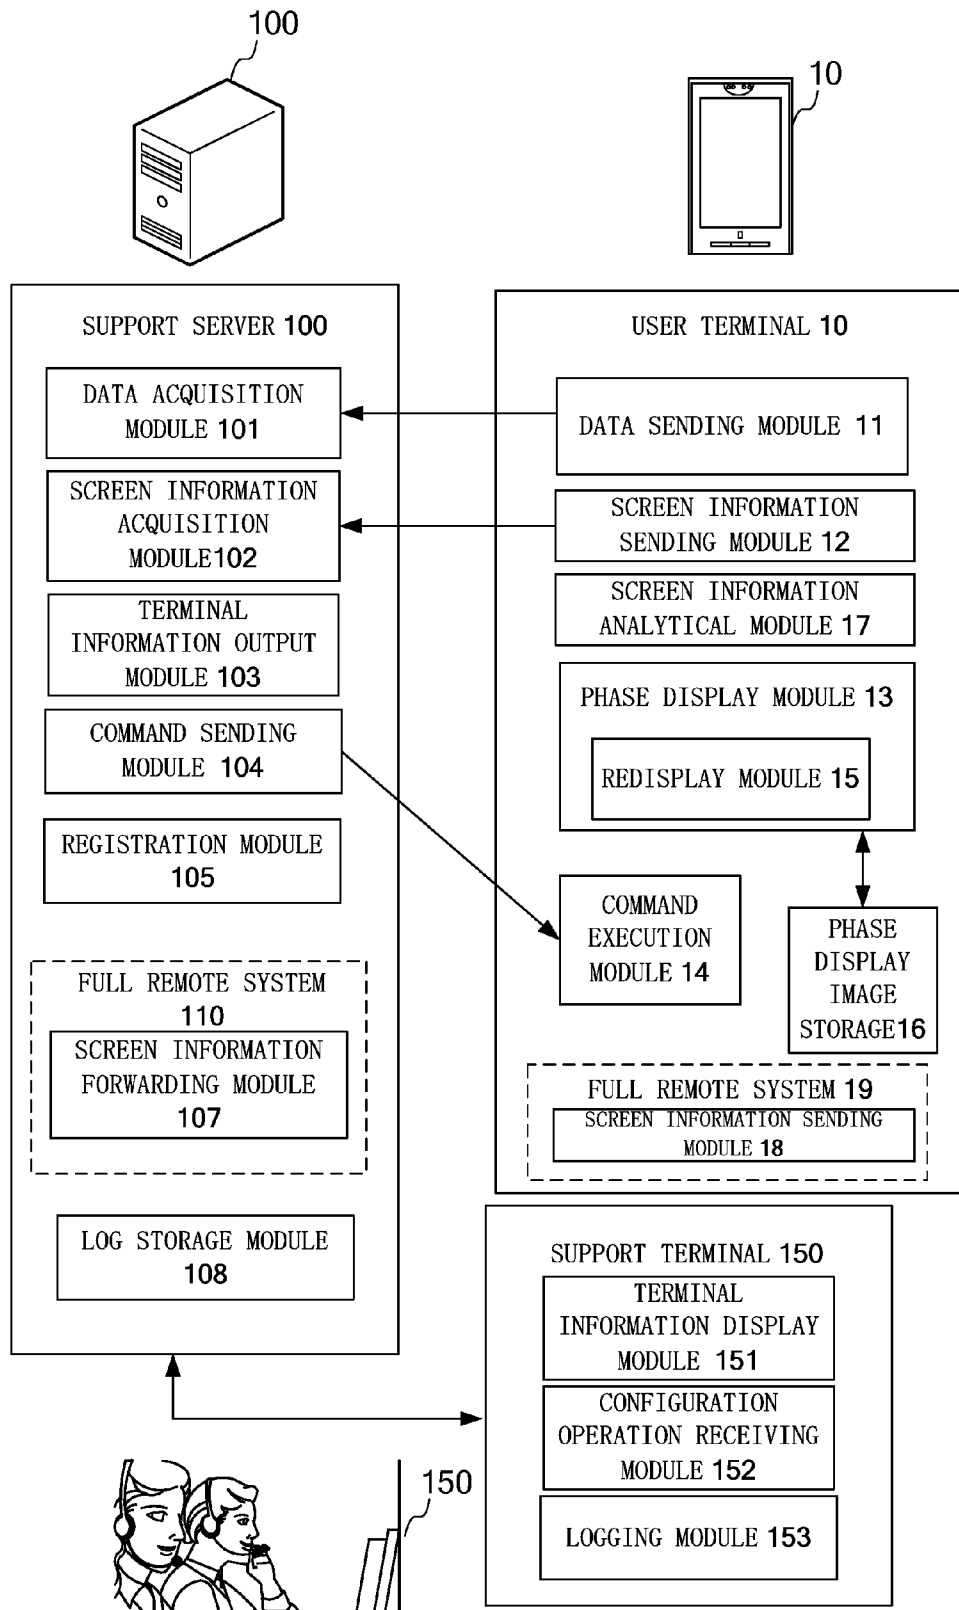 100
10
SUPPORT SERVER 100
DATA ACQUISITION
MODULE 101
SCREEN INFORMATION
ACQUISITION
MODULE102
TERMINAL
INFORMATION OUTPUT
MODULE 103
COMMAND SENDING
MODULE 104
REGISTRATION MODULE
105
FULL REMOTE SYSTEM
110
SCREEN INFORMATION
FORWARDING MODULE
107
LOG STORAGE MODULE
108
USER TERMINAL 10
DATA SENDING MODULE 11
SCREEN INFORMATION
SENDING MODULE 12
SCREEN INFORMATION
ANALYTICAL MODULE 17
PHASE DISPLAY MODULE 13
REDISPLAY MODULE 15
COMMAND
EXECUTION
MODULE 14
PHASE
DISPLAY
IMAGE
STORAGE16
FULL REMOTE SYSTEM 19
SCREEN INFORMATION SENDING
MODULE 18
SUPPORT TERMINAL 150
TERMINAL
INFORMATION DISPLAY
MODULE 151
CONFIGURATION
OPERATION RECEIVING
MODULE 152
LOGGING MODULE 153
150